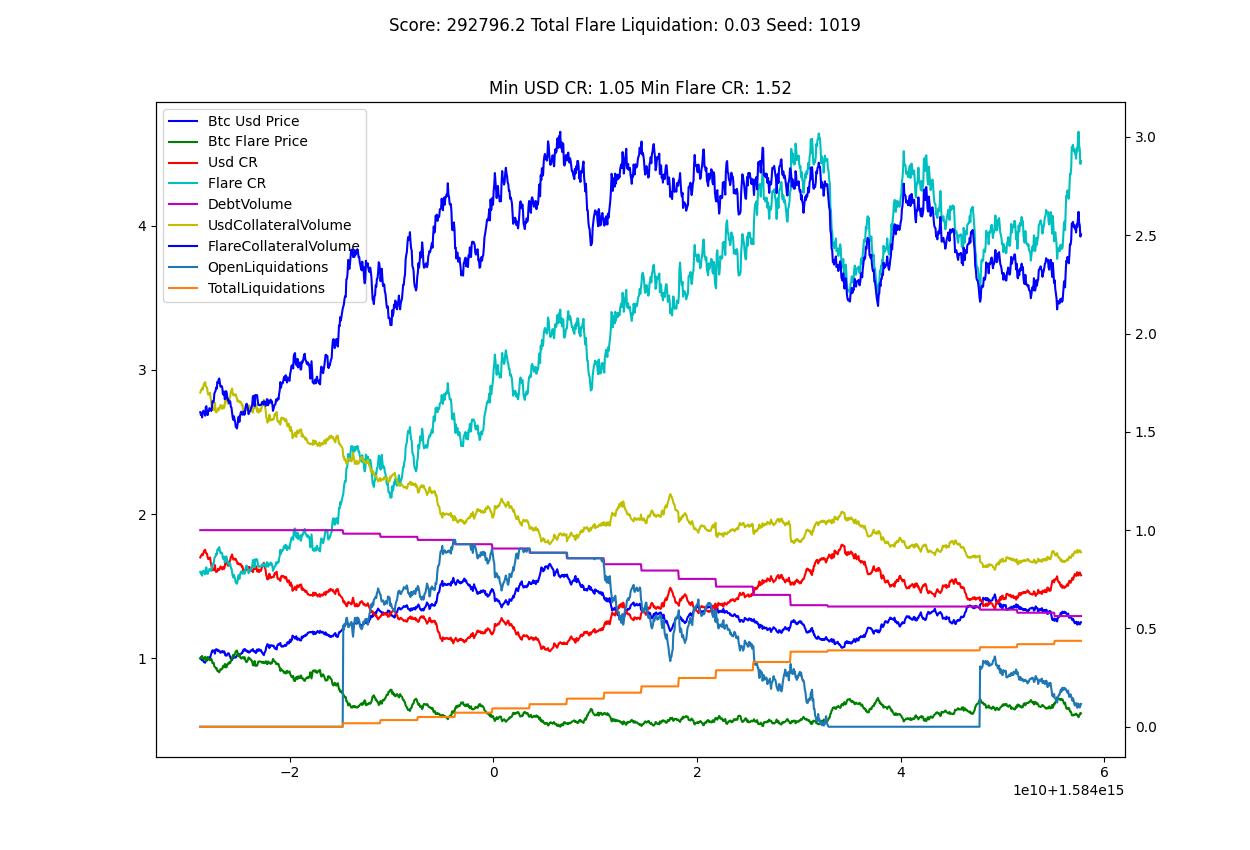 Score: 292796.2 Total Flare Liquidation: 0.03 Seed: 1019
Min USD CR: 1.05 Min Flare CR: 1.52
Btc Usd Price
Btc Flare Price
Usd CR
Flare CR
DebtVolume
UsdCollateralVolume
FlareCollateralVolume
OpenLiquidations
TotalLiquidations
4
3
2
1
3.0
2.5
2.0
1.5
1.0
0.5
0.0
−2
0
2
4
6
1e10+1.584e15